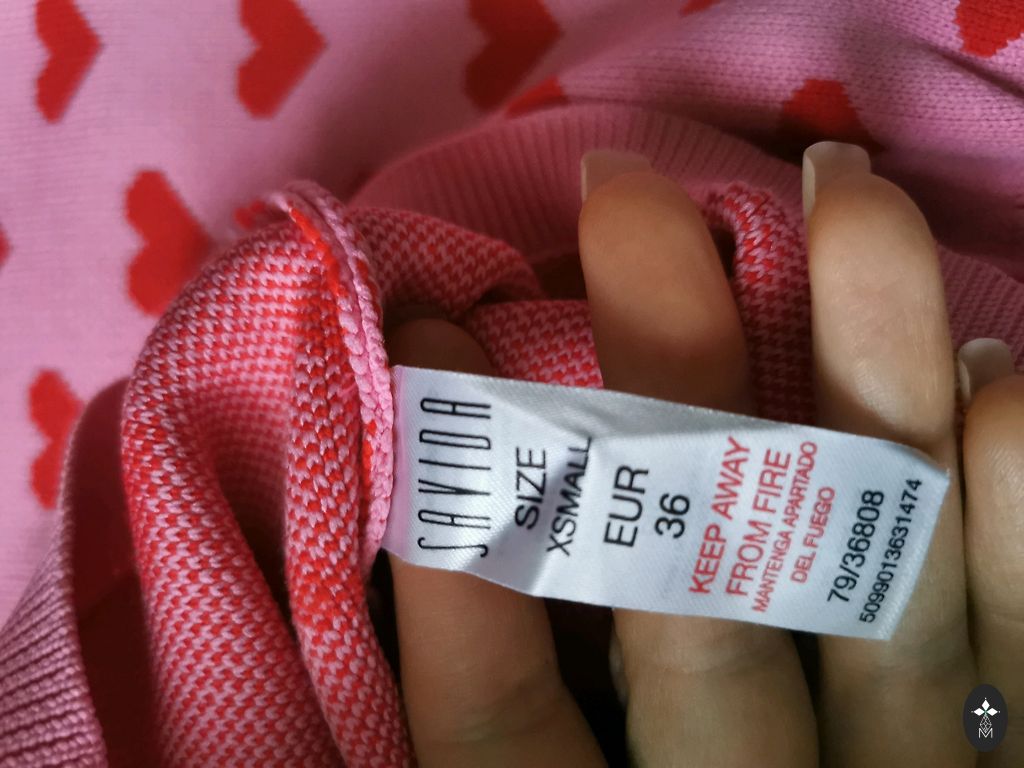 SAVIDA
SIZE
XSMALL
EUR
36
KEEP AWAY
FROM FIRE
MANTENGA APARTADO
DEL FUEGO
79/36808
5099013631474
M